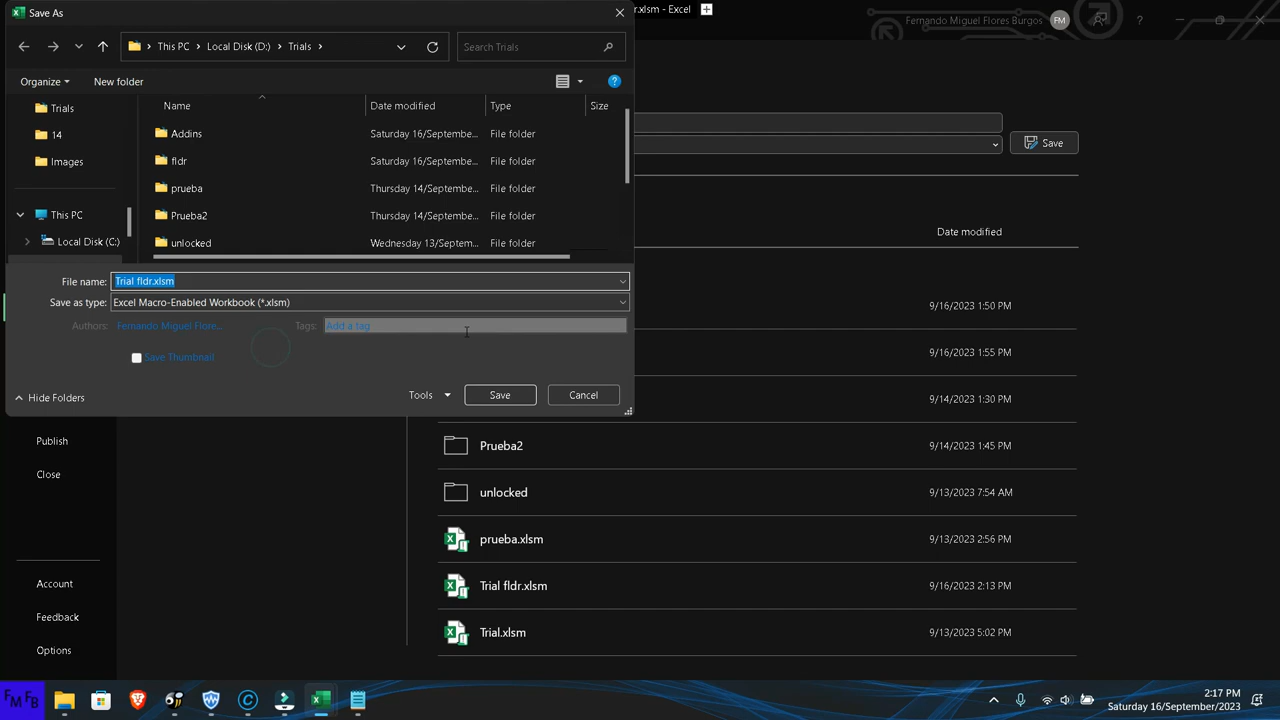 Save As
r.xlsm - Excel
Fernando Miguel Flores Burgos
FM
This PC
Local Disk (D:)
Trials
Search Trials
Organize
New folder
Trials
14
Images
This PC
Local Disk (C:)
Name
Date modified
Type
Size
Addins
Saturday 16/Septembe...
File folder
fldr
Saturday 16/Septembe...
File folder
prueba
Thursday 14/Septembe...
File folder
Prueba2
Thursday 14/Septembe...
File folder
unlocked
Wednesday 13/Septem...
File folder
File name:
Trial fldr.xlsm
Save as type:
Excel Macro-Enabled Workbook (*.xlsm)
Authors:
Fernando Miguel Flore...
Tags:
Add a tag
Save Thumbnail
Hide Folders
Tools
Save
Cancel
Save
Date modified
9/16/2023 1:50 PM
9/16/2023 1:55 PM
9/14/2023 1:30 PM
Prueba2
9/14/2023 1:45 PM
unlocked
9/13/2023 7:54 AM
prueba.xlsm
9/13/2023 2:56 PM
Trial fldr.xlsm
9/16/2023 2:13 PM
Trial.xlsm
9/13/2023 5:02 PM
Publish
Close
Account
Feedback
Options
FM FB
2:17 PM
Saturday 16/September/2023